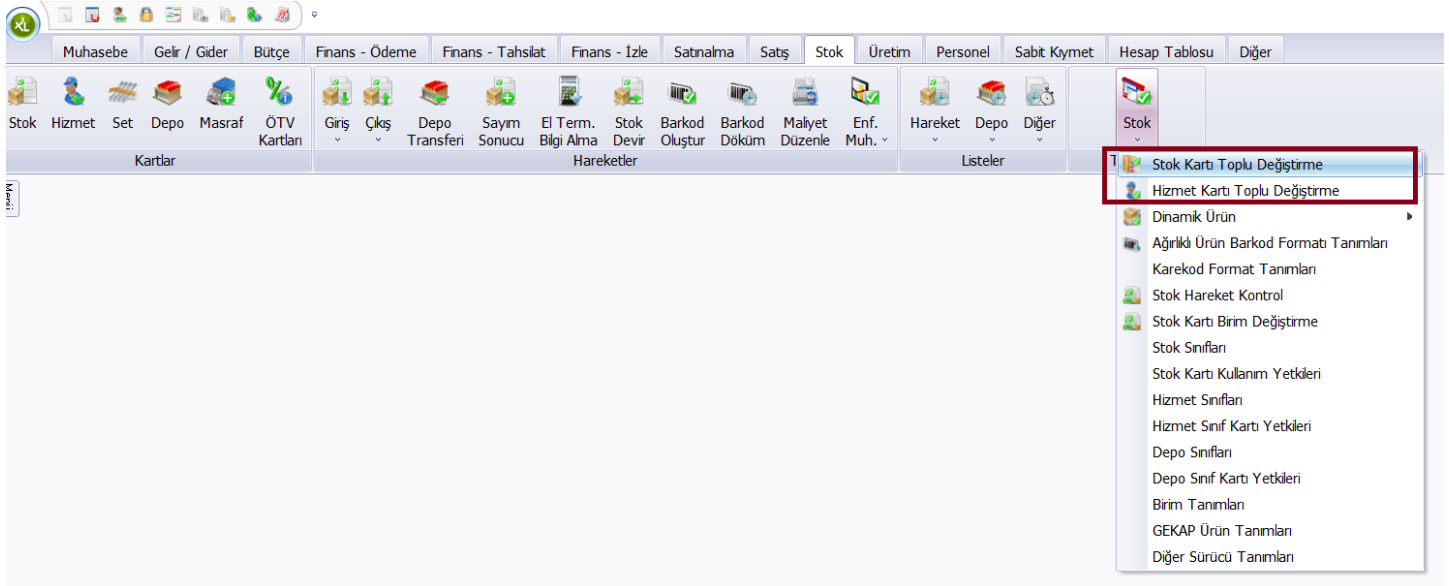 XL
Muhasebe Gelir / Gider Bütçe Finans - Ödeme Finans - Tahsilat Finans - İzle Satınalma Satış Stok Üretim Personel Sabit Kıymet Hesap Tablosu Diğer
Stok Hizmet Set Depo Masraf ÖTV Kartları Giriş Çıkış Depo Transferi Sayım Sonucu El Term. Bilgi Alma Stok Devir Barkod Oluştur Barkod Döküm Maliyet Düzenle Enf. Muh. Hareket Depo Diğer Stok
Kartlar Hareketler Listeler T
Menü
Stok Kartı Toplu Değiştirme
Hizmet Kartı Toplu Değiştirme
Dinamik Ürün
Ağırlıklı Ürün Barkod Formatı Tanımları
Karekod Format Tanımları
Stok Hareket Kontrol
Stok Kartı Birim Değiştirme
Stok Sınıfları
Stok Kartı Kullanım Yetkileri
Hizmet Sınıfları
Hizmet Sınıf Kartı Yetkileri
Depo Sınıfları
Depo Sınıf Kartı Yetkileri
Birim Tanımları
GEKAP Ürün Tanımları
Diğer Sürücü Tanımları